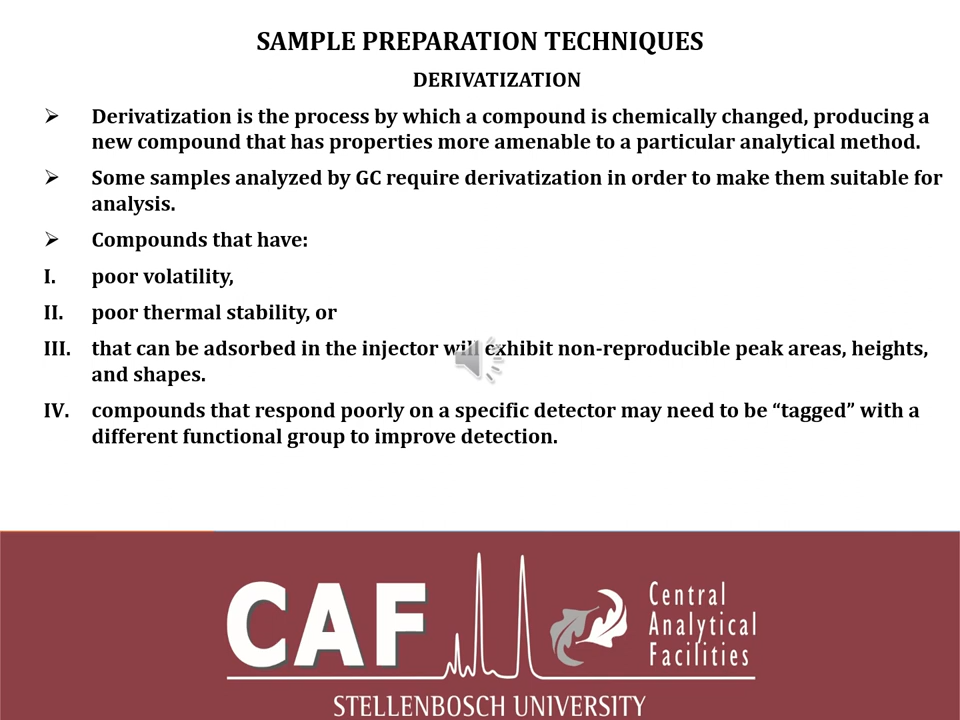 SAMPLE PREPARATION TECHNIQUES
DERIVATIZATION
➢ Derivatization is the process by which a compound is chemically changed, producing a
new compound that has properties more amenable to a particular analytical method.
➢ Some samples analyzed by GC require derivatization in order to make them suitable for
analysis.
➢ Compounds that have:
I. poor volatility,
II. poor thermal stability, or
III. that can be adsorbed in the injector will exhibit non-reproducible peak areas, heights,
and shapes.
IV. compounds that respond poorly on a specific detector may need to be “tagged” with a
different functional group to improve detection.
CAF
Central
Analytical
Facilities
STELLENBOSCH UNIVERSITY